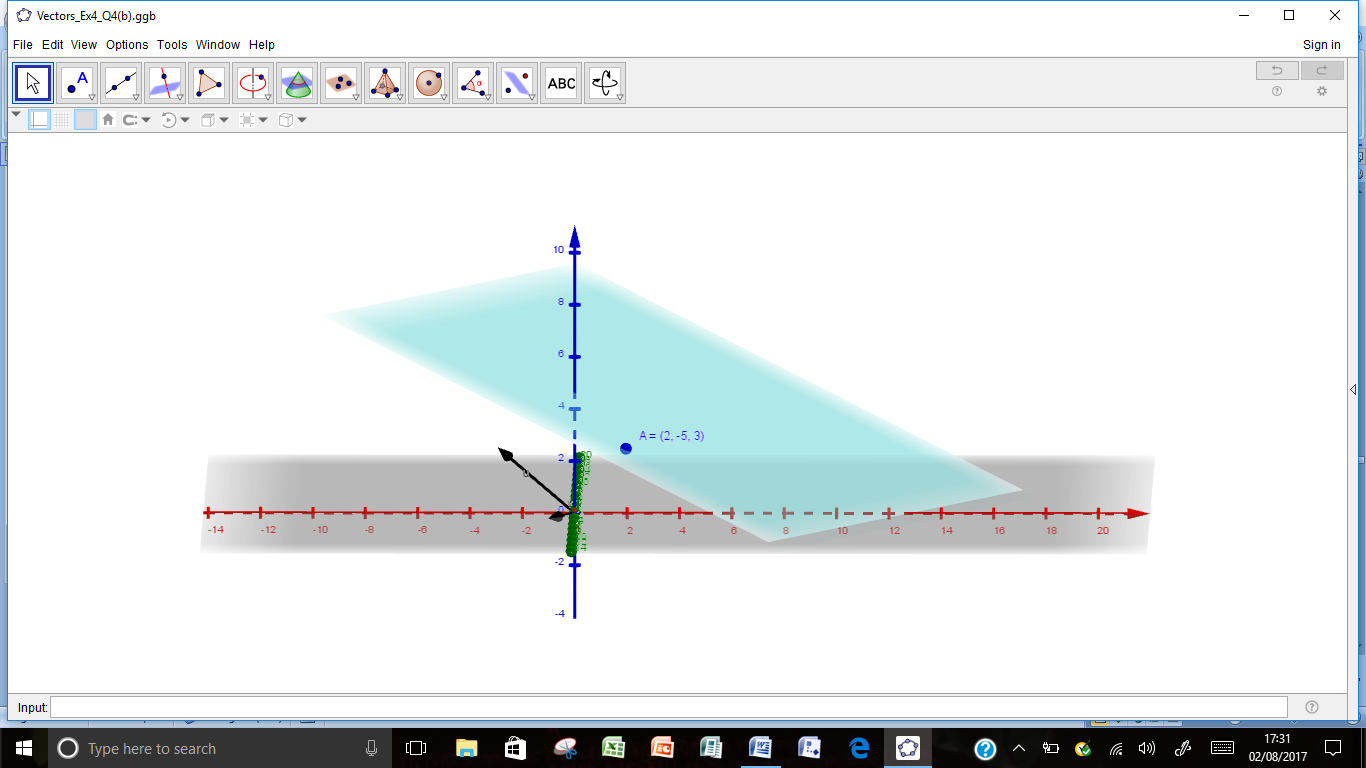 Vectors_Ex4_Q4(b).ggb
File Edit View Options Tools Window Help
Sign in
A
ABC
10
8
6
4
2
0
-2
-4
A = (2, -5, 3)
-14 -12 -10 -8 -6 -4 -2 2 4 6 8 10 12 14 16 18 20
Input:
Type here to search
17:31
02/08/2017